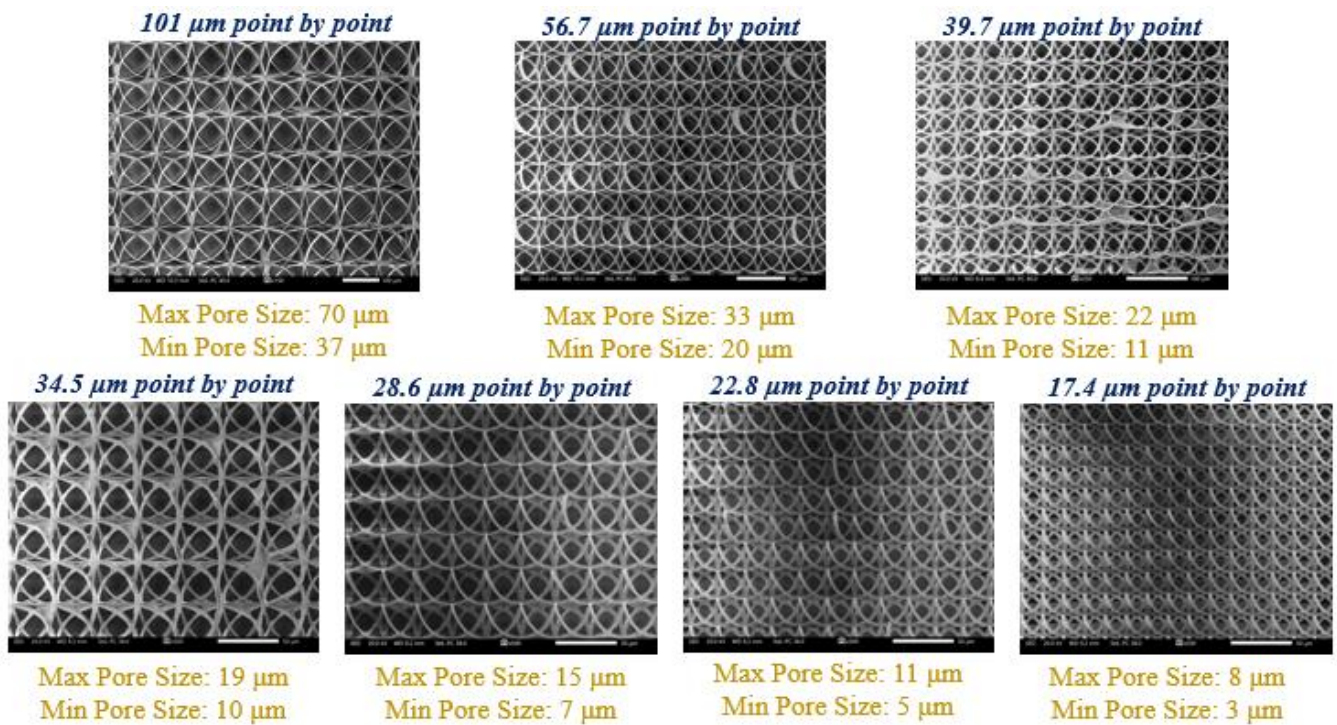 101 μm point by point
56.7 μm point by point
39.7 μm point by point
Max Pore Size: 70 μm
Min Pore Size: 37 μm
Max Pore Size: 33 μm
Min Pore Size: 20 μm
Max Pore Size: 22 μm
Min Pore Size: 11 μm
34.5 μm point by point
28.6 μm point by point
22.8 μm point by point
17.4 μm point by point
Max Pore Size: 19 μm
Min Pore Size: 10 μm
Max Pore Size: 15 μm
Min Pore Size: 7 μm
Max Pore Size: 11 μm
Min Pore Size: 5 μm
Max Pore Size: 8 μm
Min Pore Size: 3 μm